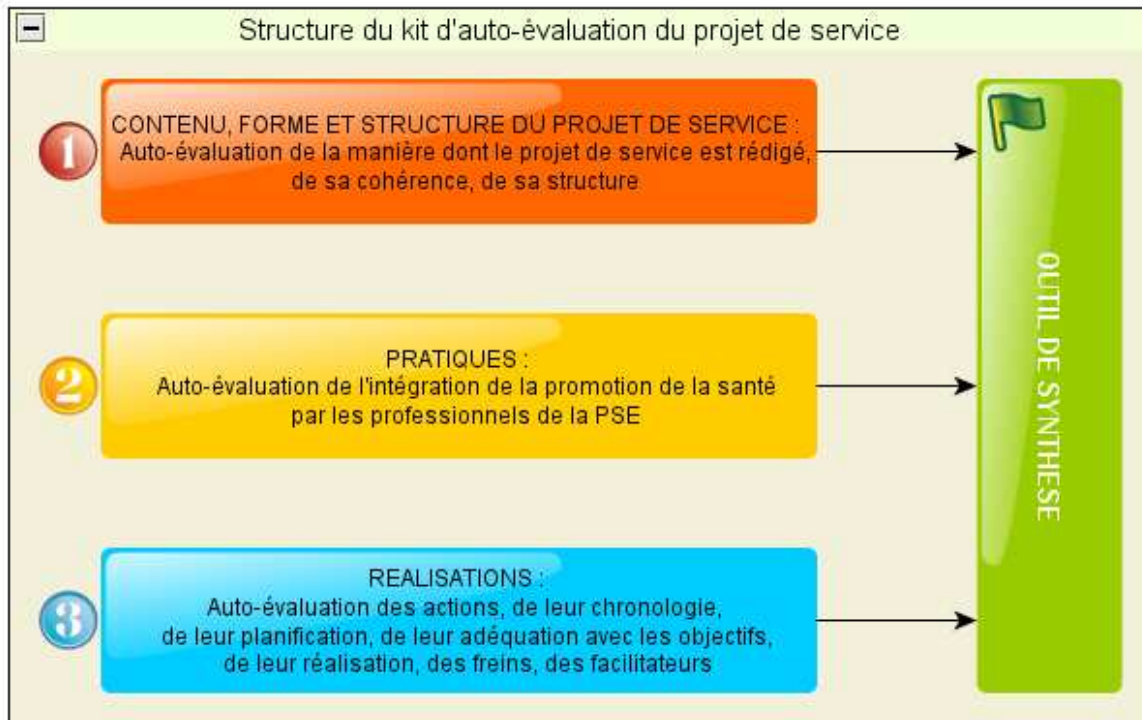 Structure du kit d'auto-évaluation du projet de service
1
CONTENU, FORME ET STRUCTURE DU PROJET DE SERVICE :
Auto-évaluation de la manière dont le projet de service est rédigé,
de sa cohérence, de sa structure
2
PRATIQUES :
Auto-évaluation de l'intégration de la promotion de la santé
par les professionnels de la PSE
3
REALISATIONS :
Auto-évaluation des actions, de leur chronologie,
de leur planification, de leur adéquation avec les objectifs,
de leur réalisation, des freins, des facilitateurs
OUTIL DE SYNTHESE